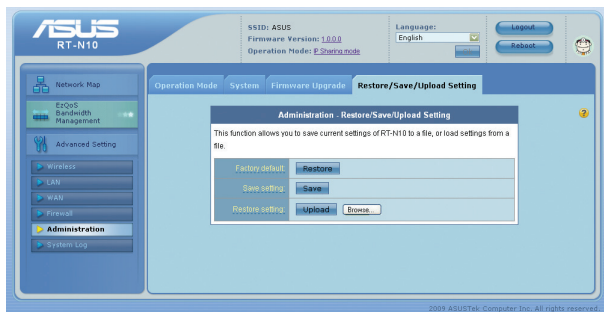 ASUS
RT-N10
SSID: ASUS
Firmware Version: 1.0.0.0
Operation Mode: IP Sharing mode
Language:
English
Logout
Reboot
Network Map
EzQoS
Bandwidth
Management
Advanced Setting
Wireless
LAN
WAN
Firewall
Administration
System Log
Operation Mode System Firmware Upgrade Restore/Save/Upload Setting
Administration - Restore/Save/Upload Setting
This function allows you to save current settings of RT-N10 to a file, or load settings from a
file.
Factory default: Restore
Save setting: Save
Restore setting: Upload Browse...
2009 ASUSTek Computer Inc. All rights reserved.